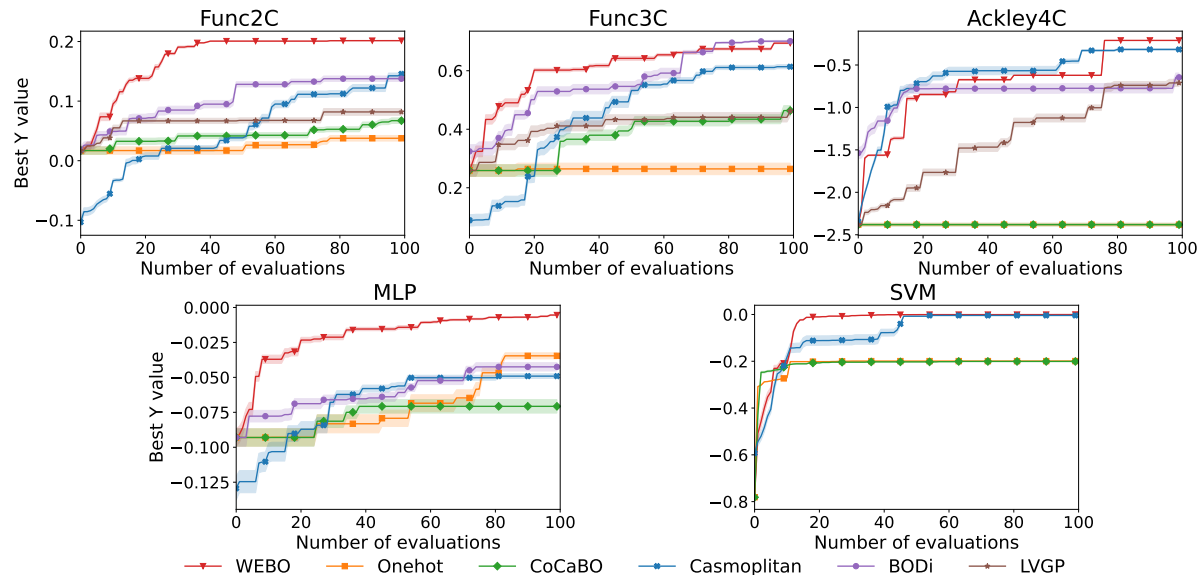 Func2C
Func3C
Ackley4C
Best Y value
0.2
0.1
0.0
−0.1
0.6
0.4
0.2
−0.5
−1.0
−1.5
−2.0
−2.5
0 20 40 60 80 100
0 20 40 60 80 100
0 20 40 60 80 100
Number of evaluations
Number of evaluations
Number of evaluations
MLP
SVM
Best Y value
0.000
−0.025
−0.050
−0.075
−0.100
−0.125
0.0
−0.2
−0.4
−0.6
−0.8
0 20 40 60 80 100
0 20 40 60 80 100
Number of evaluations
Number of evaluations
WEBO Onehot CoCaBO Casmoplitan BODi LVGP